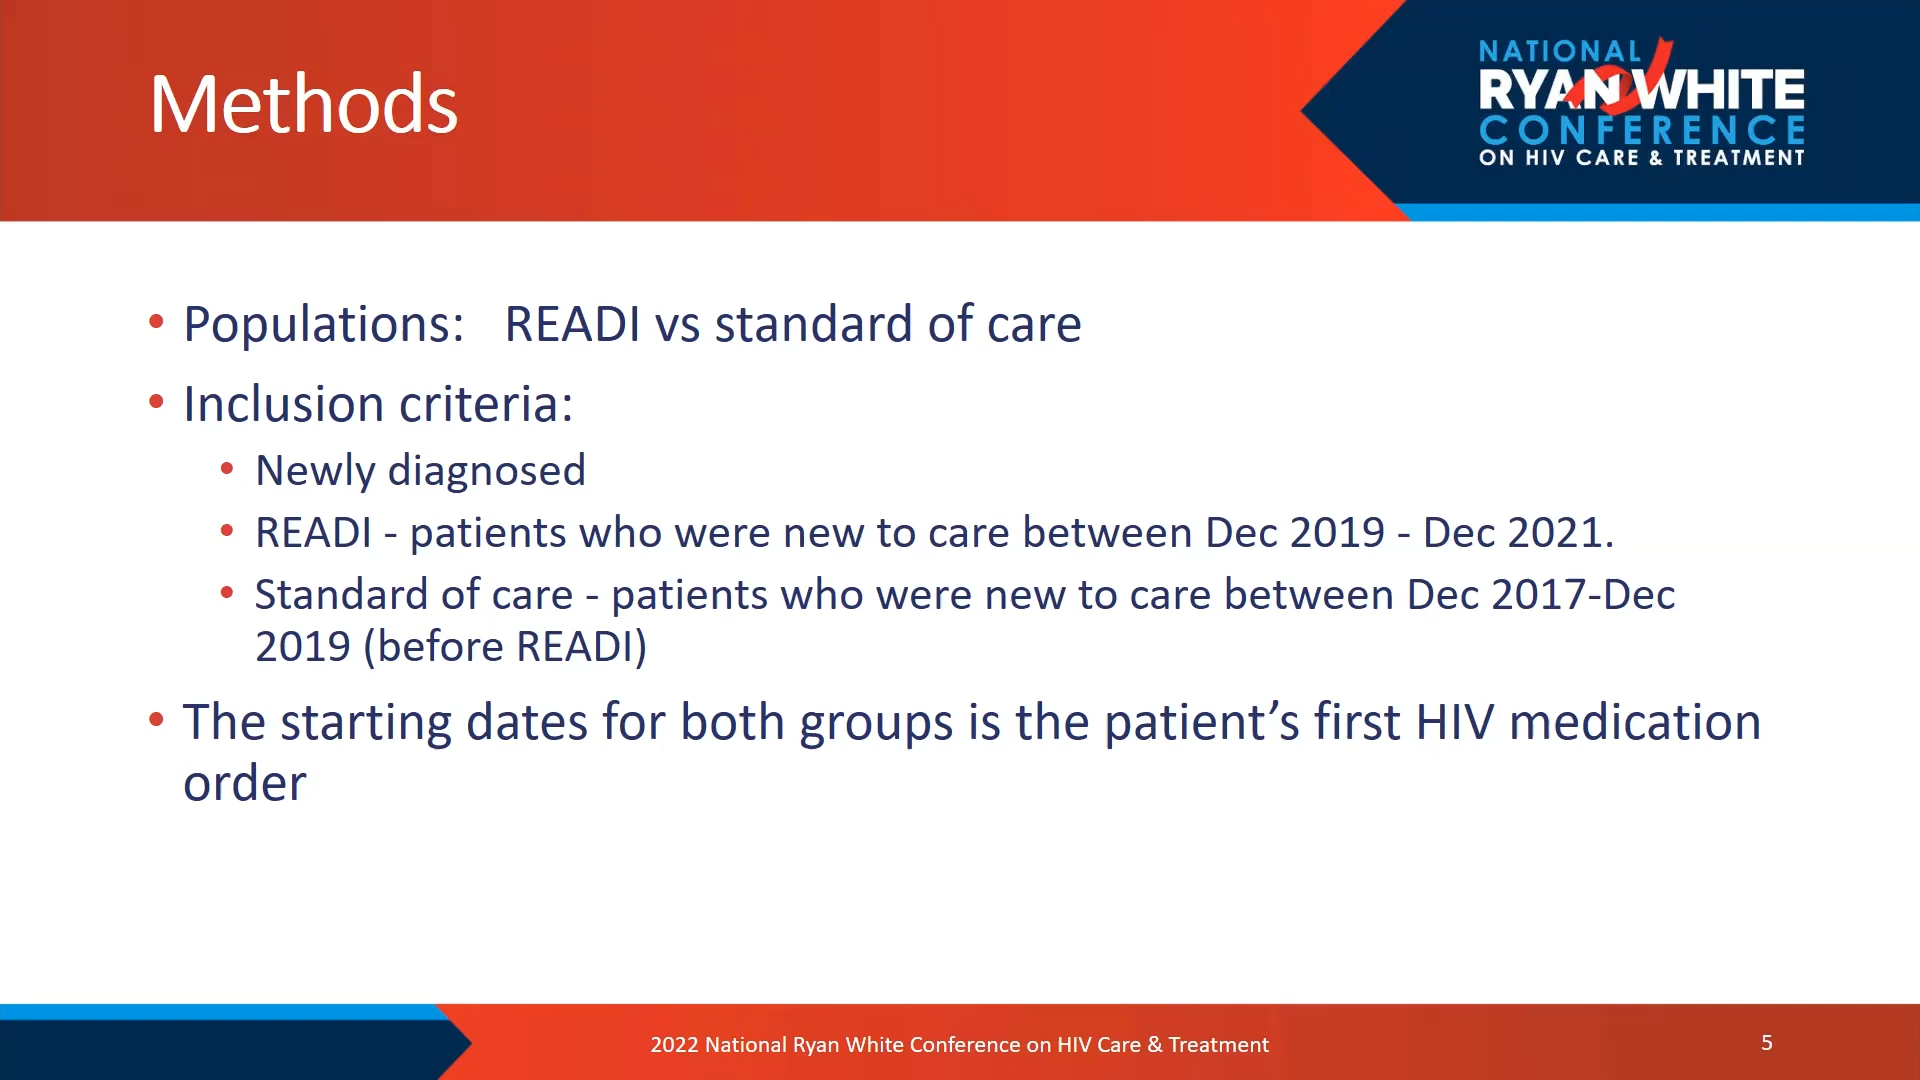 Methods
NATIONAL
RYAN WHITE
CONFERENCE
ON HIV CARE & TREATMENT
• Populations:   READI vs standard of care
• Inclusion criteria:
• Newly diagnosed
• READI - patients who were new to care between Dec 2019 - Dec 2021.
• Standard of care - patients who were new to care between Dec 2017-Dec
2019 (before READI)
• The starting dates for both groups is the patient’s first HIV medication
order
2022 National Ryan White Conference on HIV Care & Treatment
5